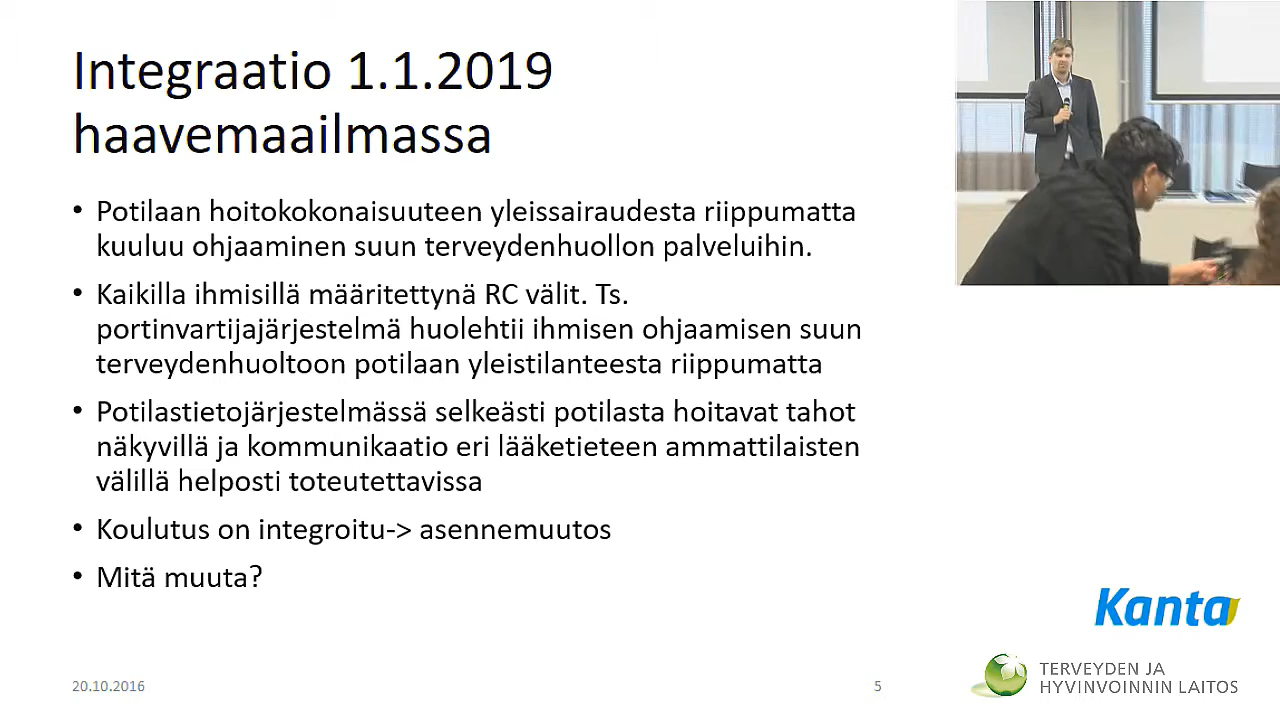 Integraatio 1.1.2019
haavemaailmassa
• Potilaan hoitokokonaisuuteen yleissairaudesta riippumatta
kuuluu ohjaaminen suun terveydenhuollon palveluihin.
• Kaikilla ihmisillä määritettynä RC välit. Ts.
portinvartijajärjestelmä huolehtii ihmisen ohjaamisen suun
terveydenhuoltoon potilaan yleistilanteesta riippumatta
• Potilastietojärjestelmässä selkeästi potilasta hoitavat tahot
näkyvillä ja kommunikaatio eri lääketieteen ammattilaisten
välillä helposti toteutettavissa
• Koulutus on integroitu-> asennemuutos
• Mitä muuta?
Kanta
20.10.2016
5
TERVEYDEN JA
HYVINVOINNIN LAITOS